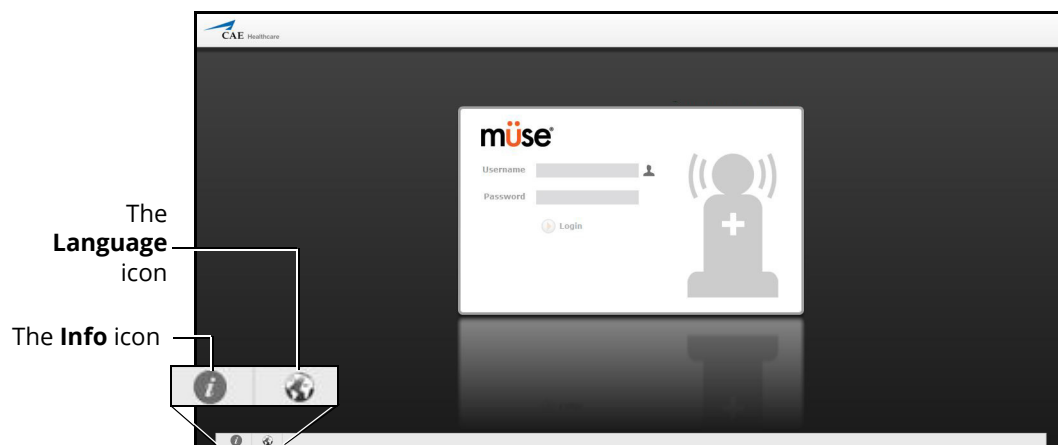 CAE Healthcare
müse®
Username
Password
Login
The
Language
icon
The Info icon